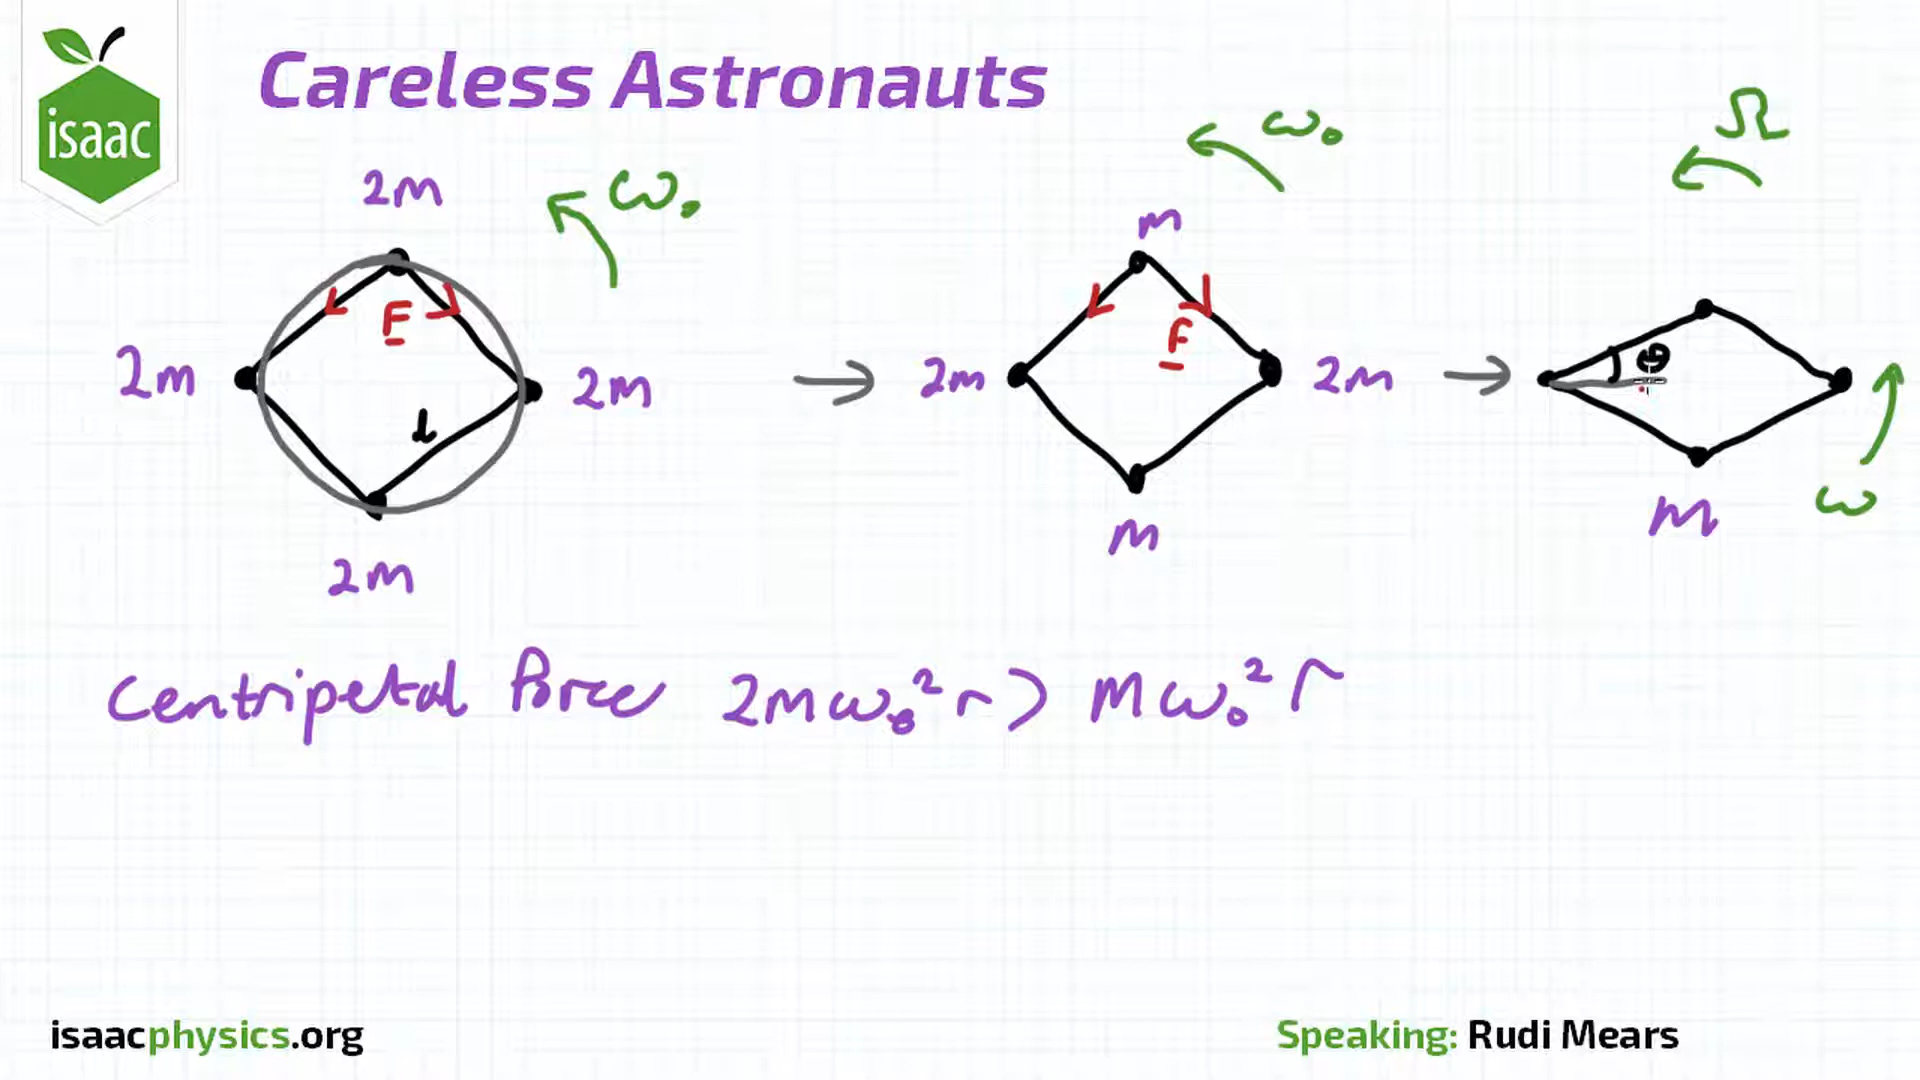 isaac
Careless Astronauts
2m
ω₀
2m
F
2m
l
2m
ω₀
m
F
2m
2m
m
Ω
θ
ω
m
Centripetal Force 2mω₀²r > mω₀²r
isaacphysics.org
Speaking: Rudi Mears